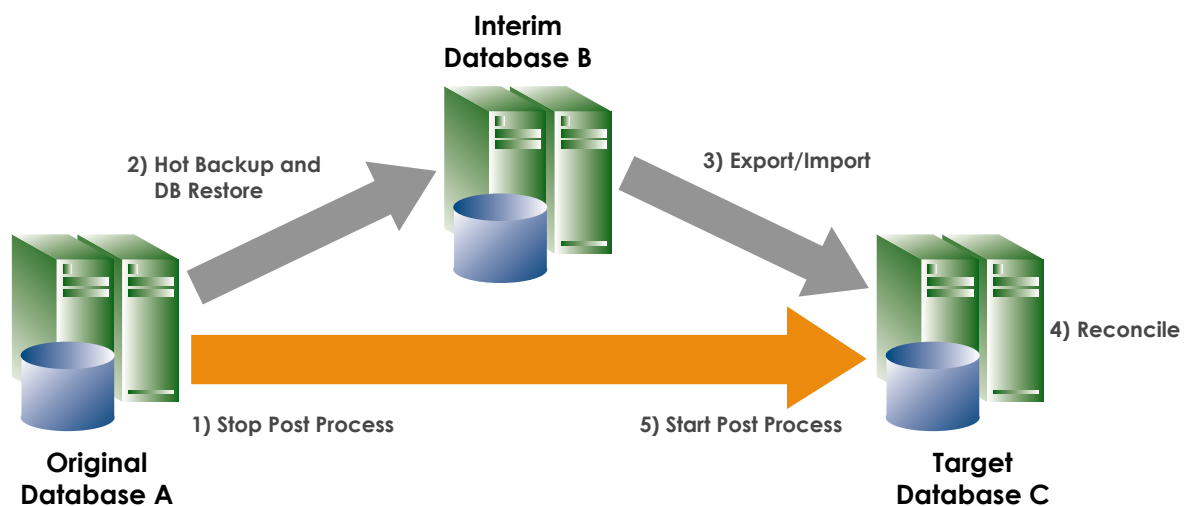 Interim
Database B
2) Hot Backup and
DB Restore
3) Export/Import
4) Reconcile
1) Stop Post Process
5) Start Post Process
Original
Database A
Target
Database C